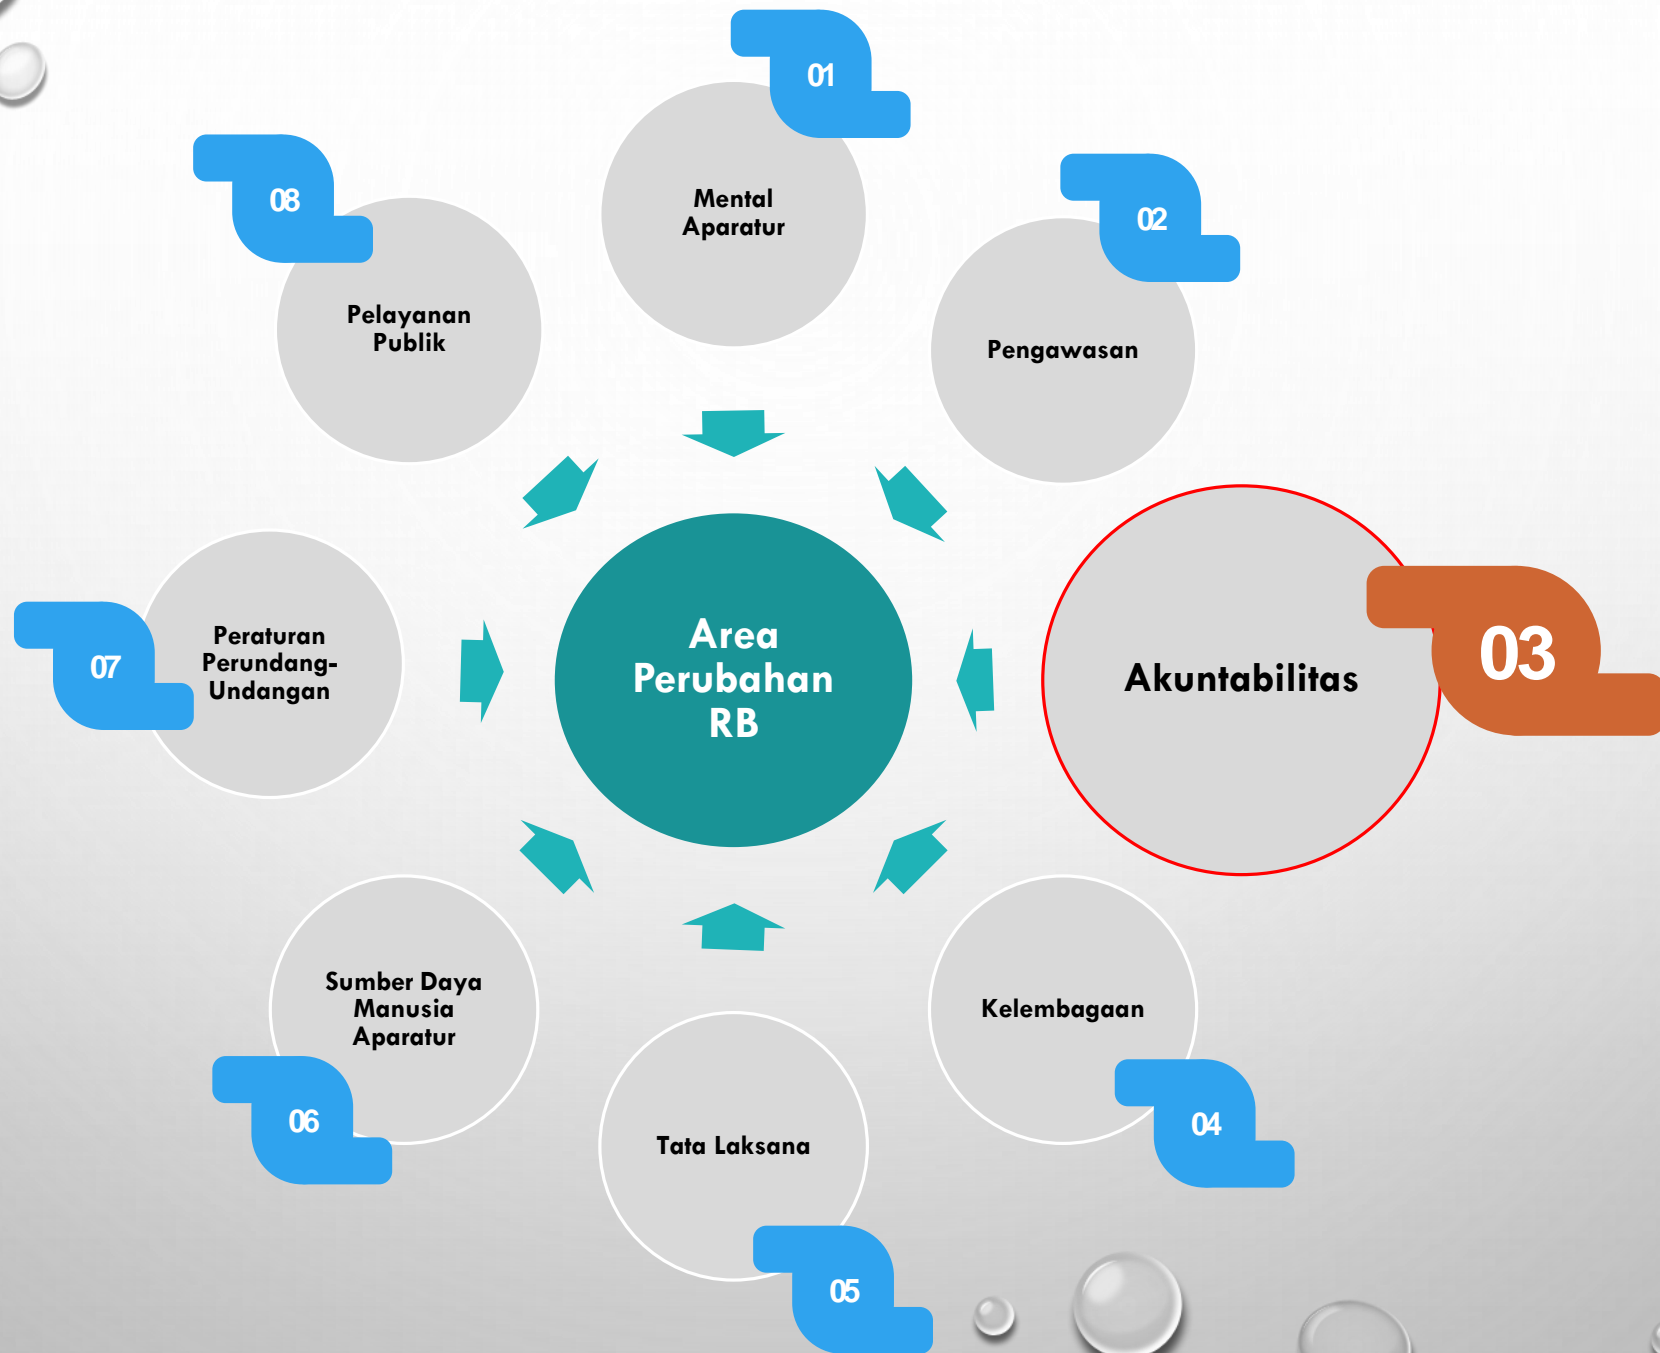 01
Mental
Aparatur
02
Pengawasan
03
Akuntabilitas
04
Kelembagaan
05
Tata Laksana
06
Sumber Daya
Manusia
Aparatur
07
Peraturan
Perundang-
Undangan
08
Pelayanan
Publik
Area
Perubahan
RB